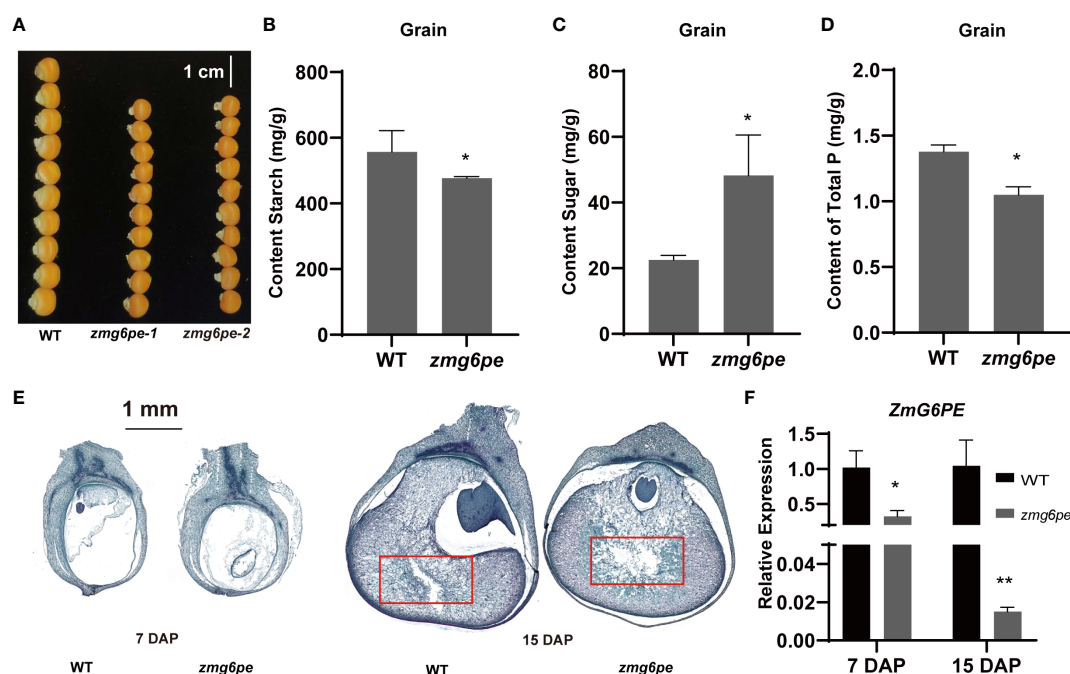 A
1 cm
WT zmg6pe-1 zmg6pe-2
B
Grain
Content Starch (mg/g)
800
600
400
200
0
*
WT zmg6pe
C
Grain
Content Sugar (mg/g)
80
60
40
20
0
*
WT zmg6pe
D
Grain
Content of Total P (mg/g)
2.0
1.5
1.0
0.5
0.0
*
WT zmg6pe
E
1 mm
7 DAP
WT zmg6pe
15 DAP
WT zmg6pe
F
ZmG6PE
Relative Expression
1.5
1.0
0.5
0.04
0.02
0.00
*
**
WT
zmg6pe
7 DAP 15 DAP